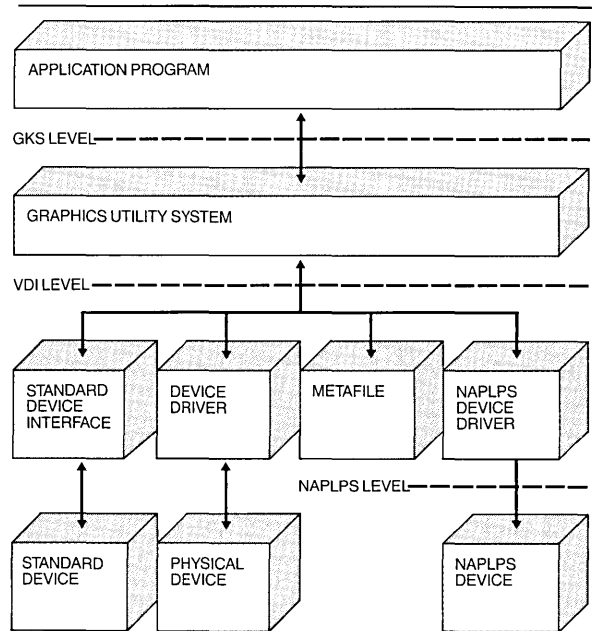 APPLICATION PROGRAM
GKS LEVEL
GRAPHICS UTILITY SYSTEM
VDI LEVEL
STANDARD
DEVICE
INTERFACE
DEVICE
DRIVER
METAFILE
NAPLPS
DEVICE
DRIVER
NAPLPS LEVEL
STANDARD
DEVICE
PHYSICAL
DEVICE
NAPLPS
DEVICE